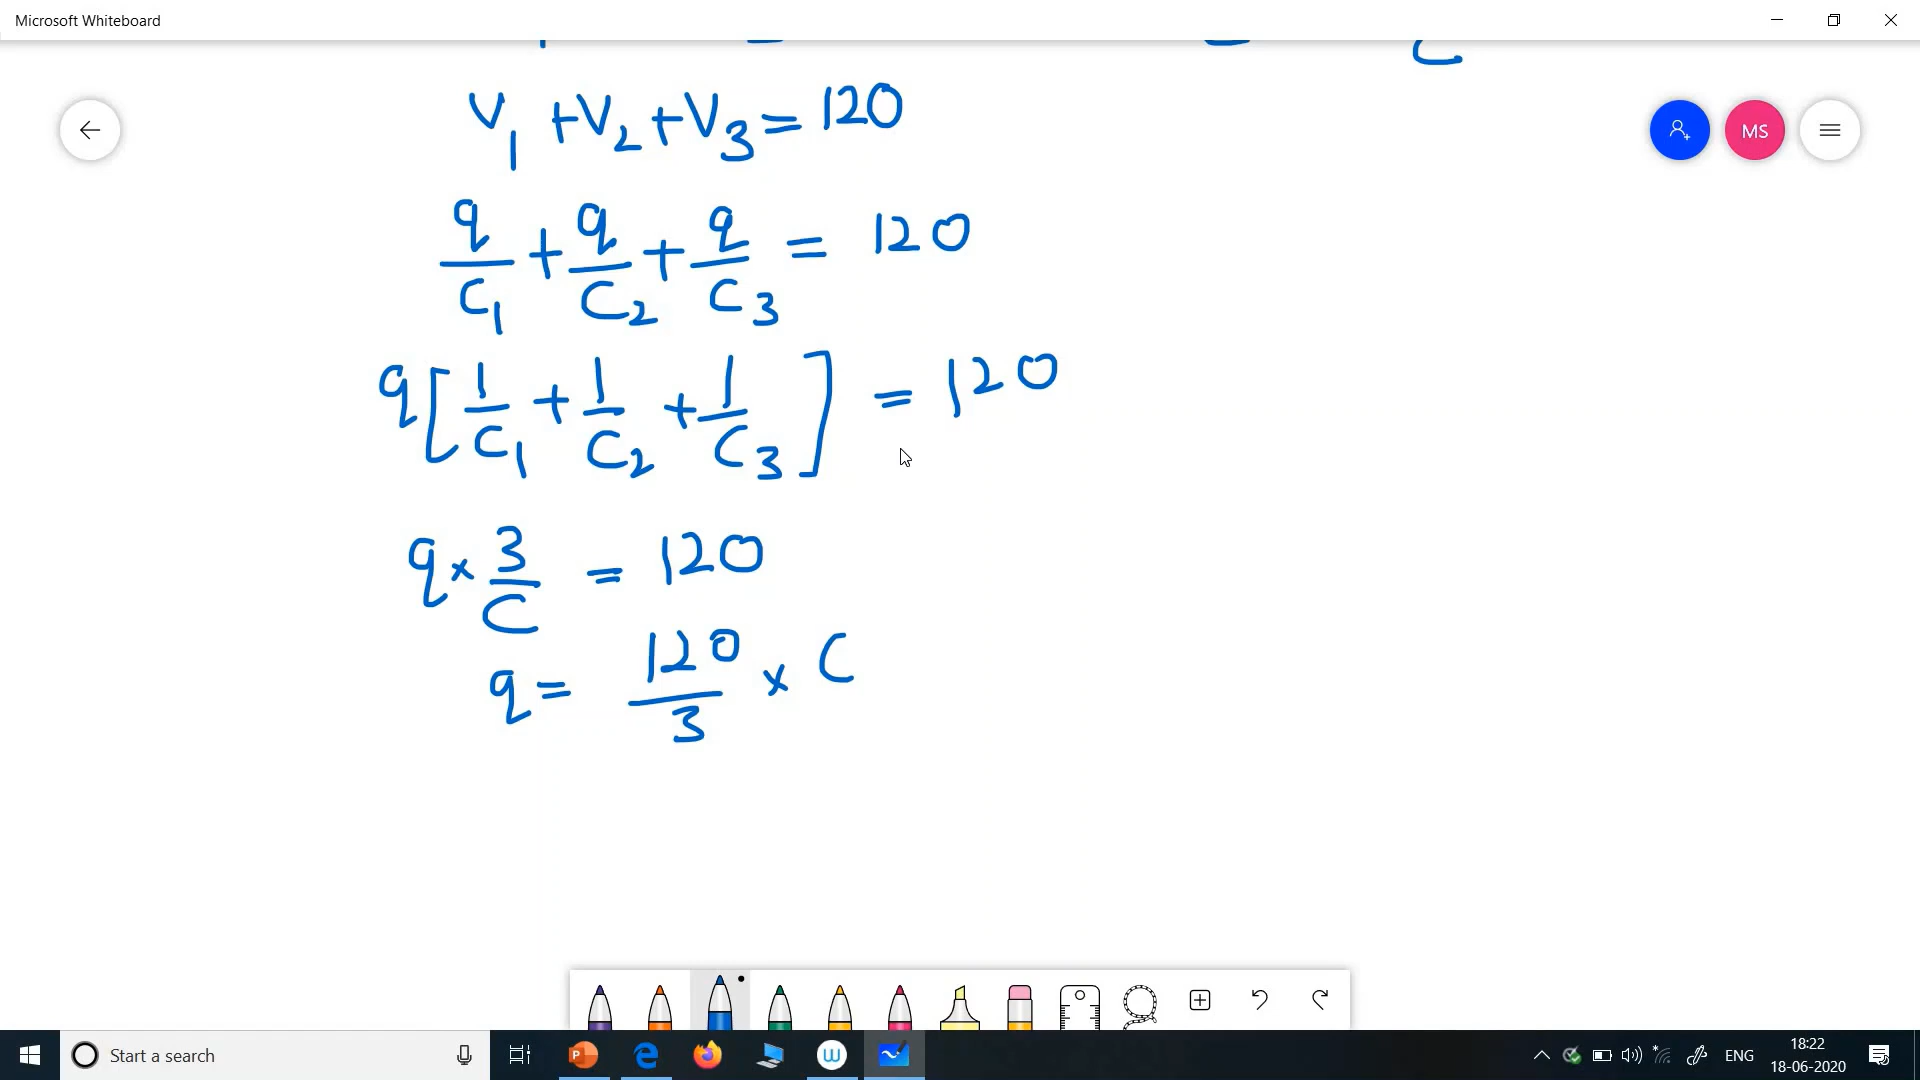 Microsoft Whiteboard
MS
V₁ + V₂ + V₃ = 120
q/C₁ + q/C₂ + q/C₃ = 120
q[1/C₁ + 1/C₂ + 1/C₃] = 120
q × 3/C = 120
q = 120/3 × C
Start a search
ENG
18:22
18-06-2020